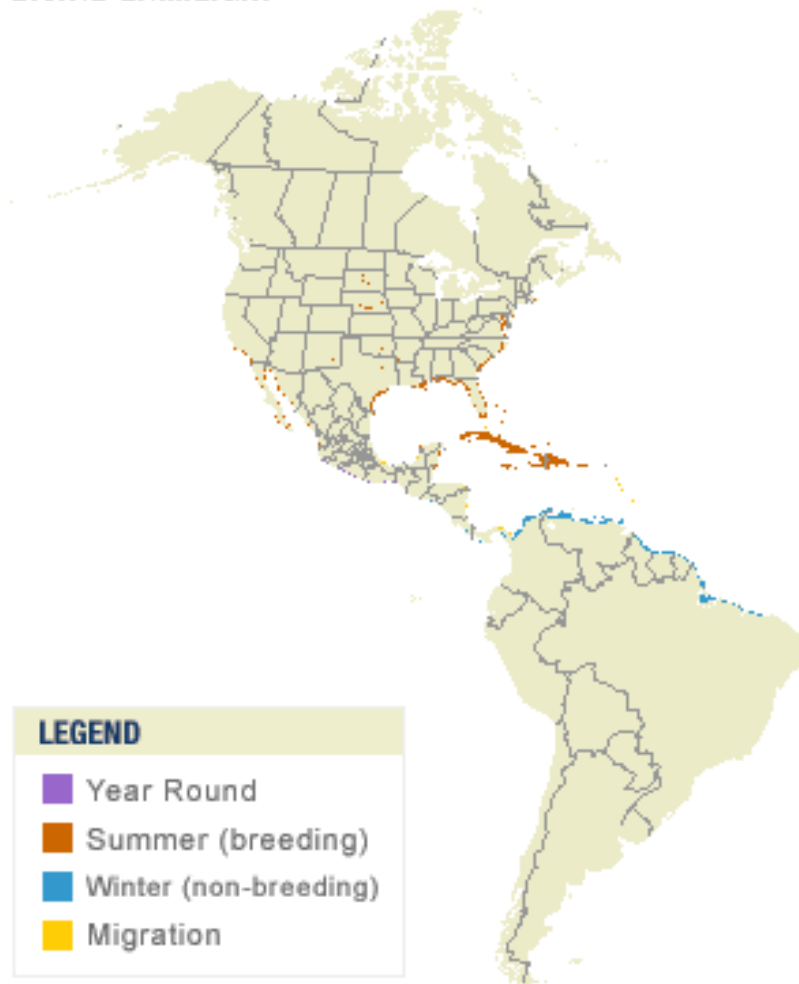 LEGEND
Year Round
Summer (breeding)
Winter (non-breeding)
Migration